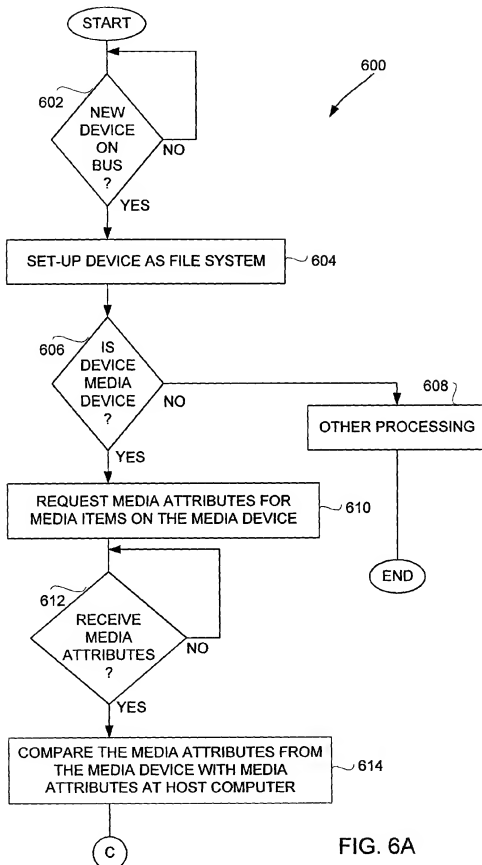 START
600
602
NEW
DEVICE
ON
BUS
?
NO
YES
SET-UP DEVICE AS FILE SYSTEM
604
606
IS
DEVICE
MEDIA
DEVICE?
NO
608
OTHER PROCESSING
YES
REQUEST MEDIA ATTRIBUTES FOR
MEDIA ITEMS ON THE MEDIA DEVICE
610
END
612
RECEIVE
MEDIA
ATTRIBUTES
?
NO
YES
COMPARE THE MEDIA ATTRIBUTES FROM
THE MEDIA DEVICE WITH MEDIA
ATTRIBUTES AT HOST COMPUTER
614
C
FIG. 6A